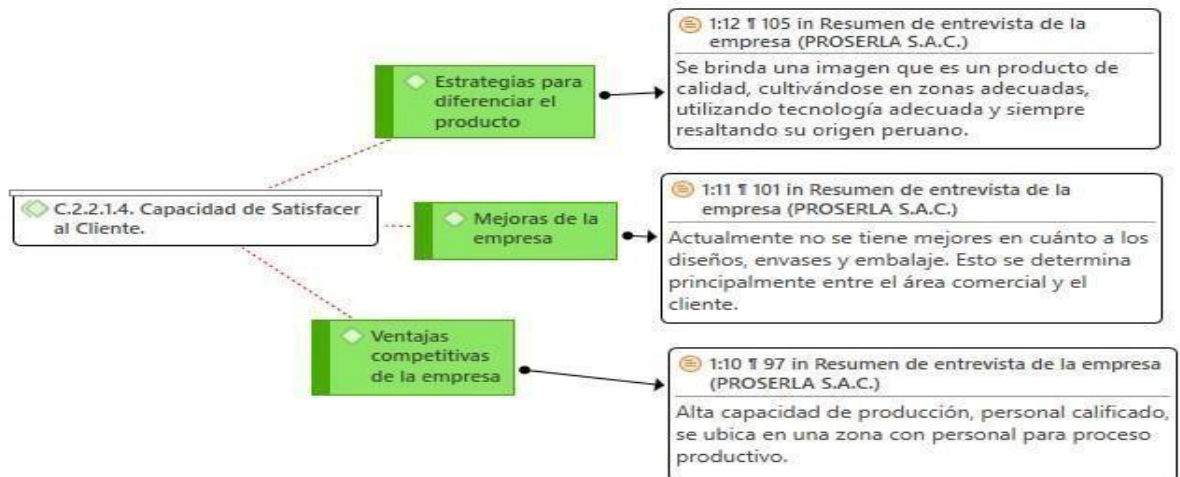 1:12 ¶ 105 in Resumen de entrevista de la
empresa (PROSERLA S.A.C.)
Se brinda una imagen que es un producto de
calidad, cultivándose en zonas adecuadas,
utilizando tecnología adecuada y siempre
resaltando su origen peruano.
Estrategias para
diferenciar el
producto
C.2.2.1.4. Capacidad de Satisfacer
al Cliente.
Mejoras de la
empresa
1:11 ¶ 101 in Resumen de entrevista de la
empresa (PROSERLA S.A.C.)
Actualmente no se tiene mejores en cuánto a los
diseños, envases y embalaje. Esto se determina
principalmente entre el área comercial y el
cliente.
Ventajas
competitivas
de la empresa
1:10 ¶ 97 in Resumen de entrevista de la empresa
(PROSERLA S.A.C.)
Alta capacidad de producción, personal calificado,
se ubica en una zona con personal para proceso
productivo.